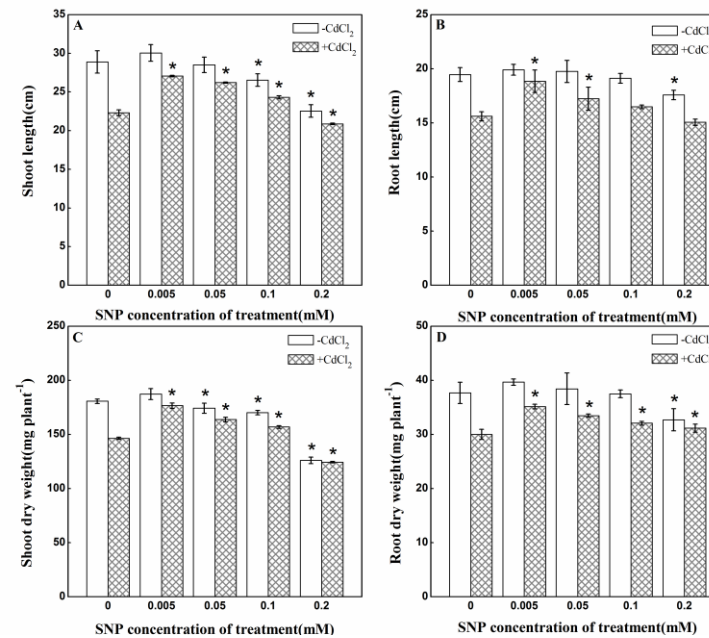 A
-CdCl2
+CdCl2
Shoot length(cm)
35
30
25
20
15
10
5
0
*
*
*
*
*
*
0 0.005 0.05 0.1 0.2
SNP concentration of treatment(mM)
B
-CdCl
+CdC
Root length(cm)
25
20
15
10
5
0
*
*
*
0 0.005 0.05 0.1 0.2
SNP concentration of treatment(mM)
C
-CdCl2
+CdCl2
Shoot dry weight(mg plant-1)
250
200
150
100
50
0
*
*
*
*
*
*
*
0 0.005 0.05 0.1 0.2
SNP concentration of treatment(mM)
D
-CdCl
+CdC
Root dry weight(mg plant-1)
50
40
30
20
10
0
*
*
*
*
*
0 0.005 0.05 0.1 0.2
SNP concentration of treatment(mM)